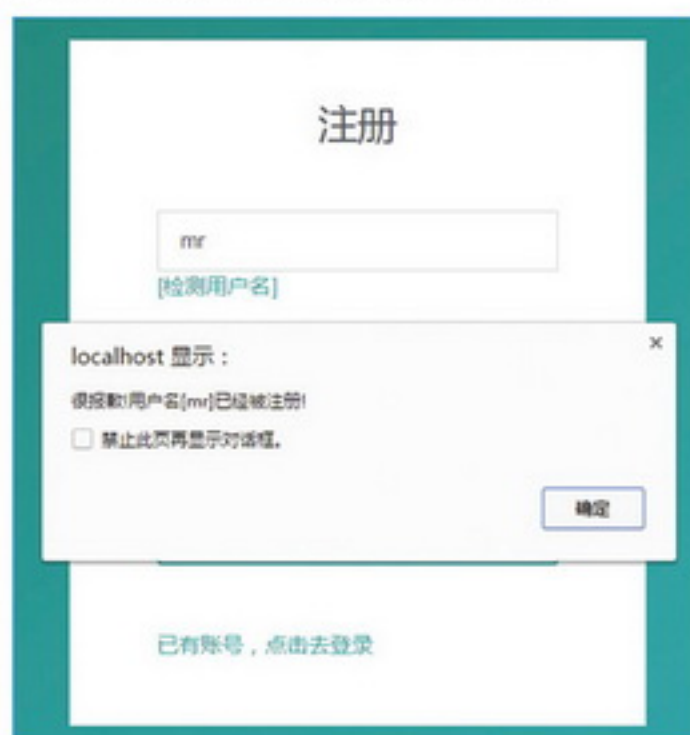 注册
mr
[检测用户名]
localhost 显示：
×
很报歉!用户名[mr]已经被注册!
禁止此页再显示对话框。
确定
已有账号，点击去登录